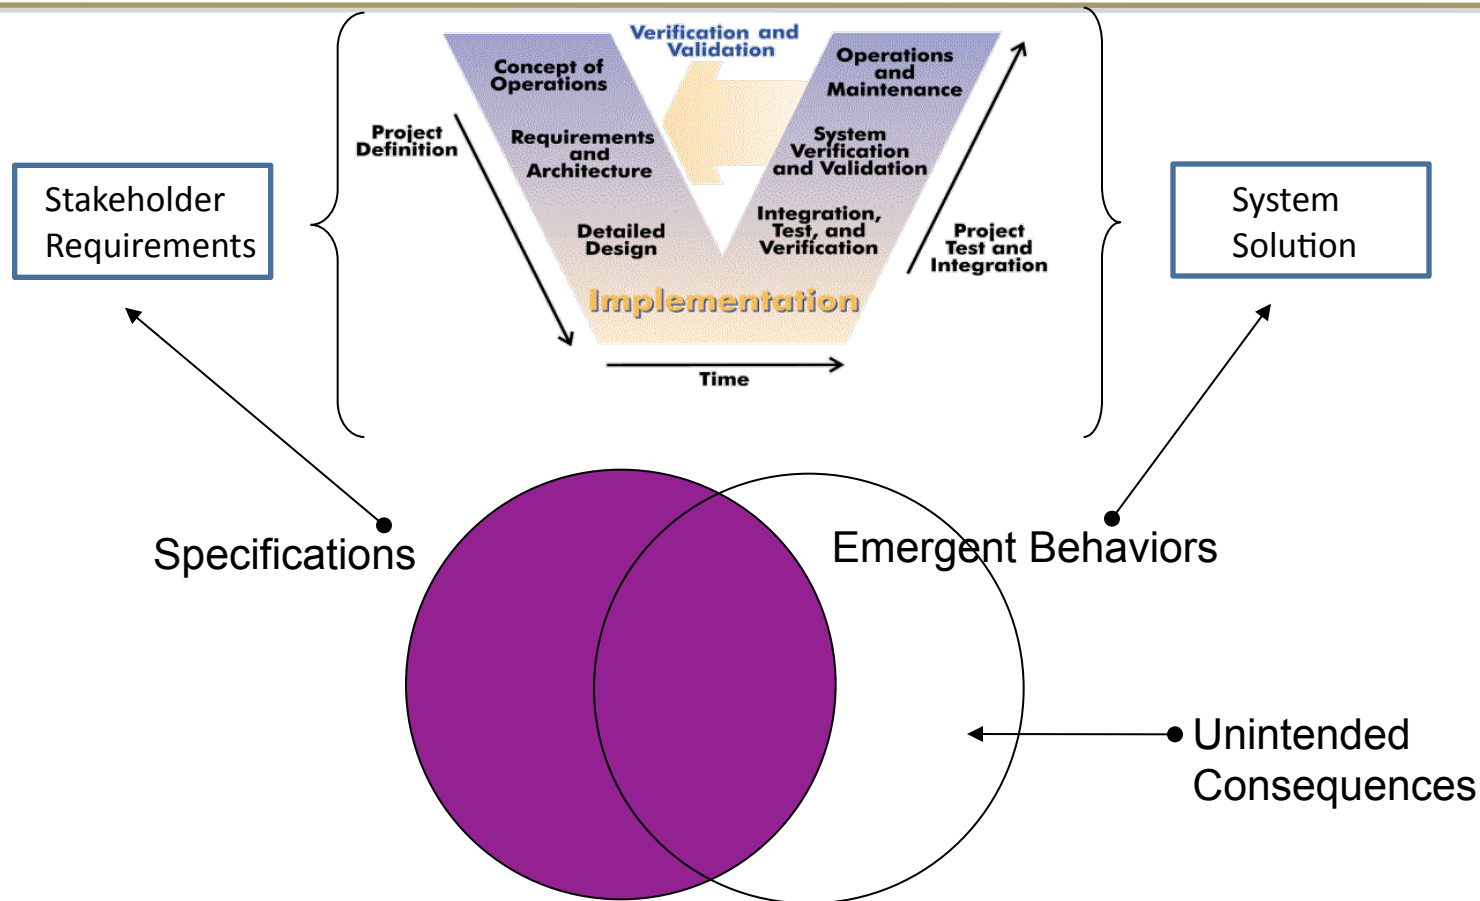 Verification and
Validation
Concept of
Operations
Operations
and
Maintenance
Project
Definition
Requirements
and
Architecture
System
Verification
and Validation
Stakeholder
Requirements
System
Solution
Detailed
Design
Integration,
Test, and
Verification
Project
Test and
Integration
Implementation
Time
Specifications
Emergent Behaviors
Unintended
Consequences